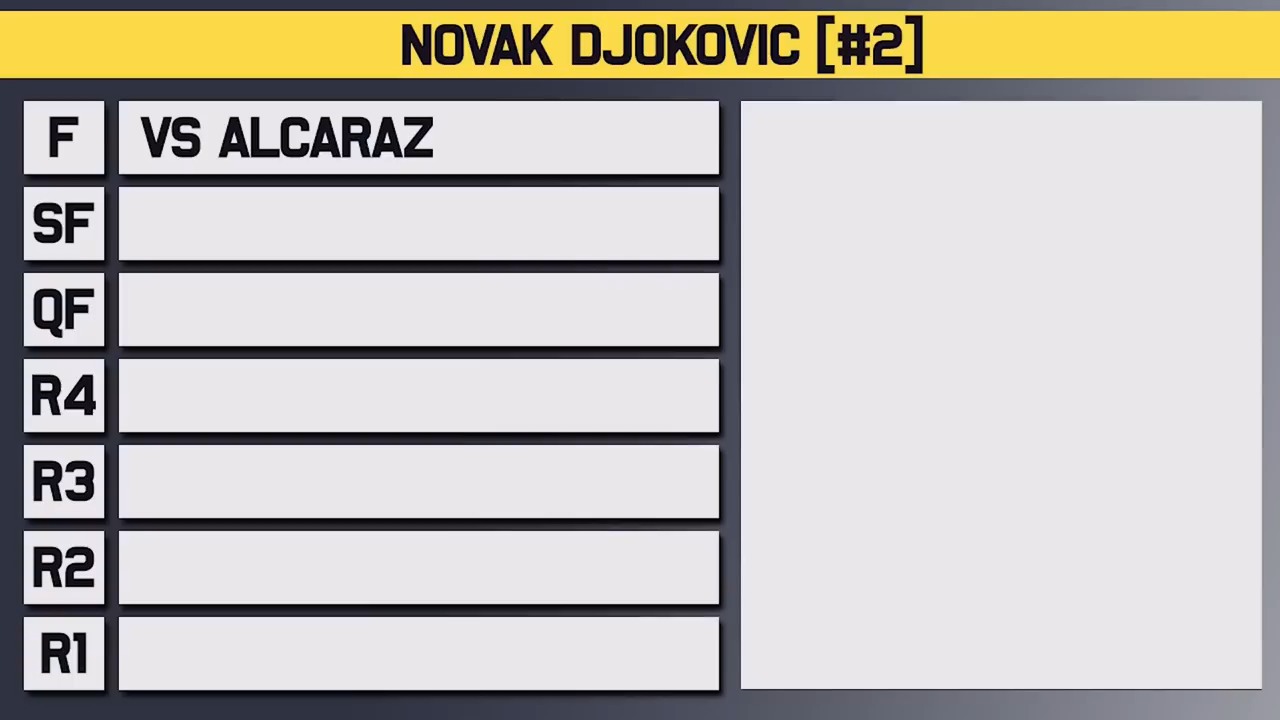 NOVAK DJOKOVIC [#2]
F VS ALCARAZ
SF
QF
R4
R3
R2
R1